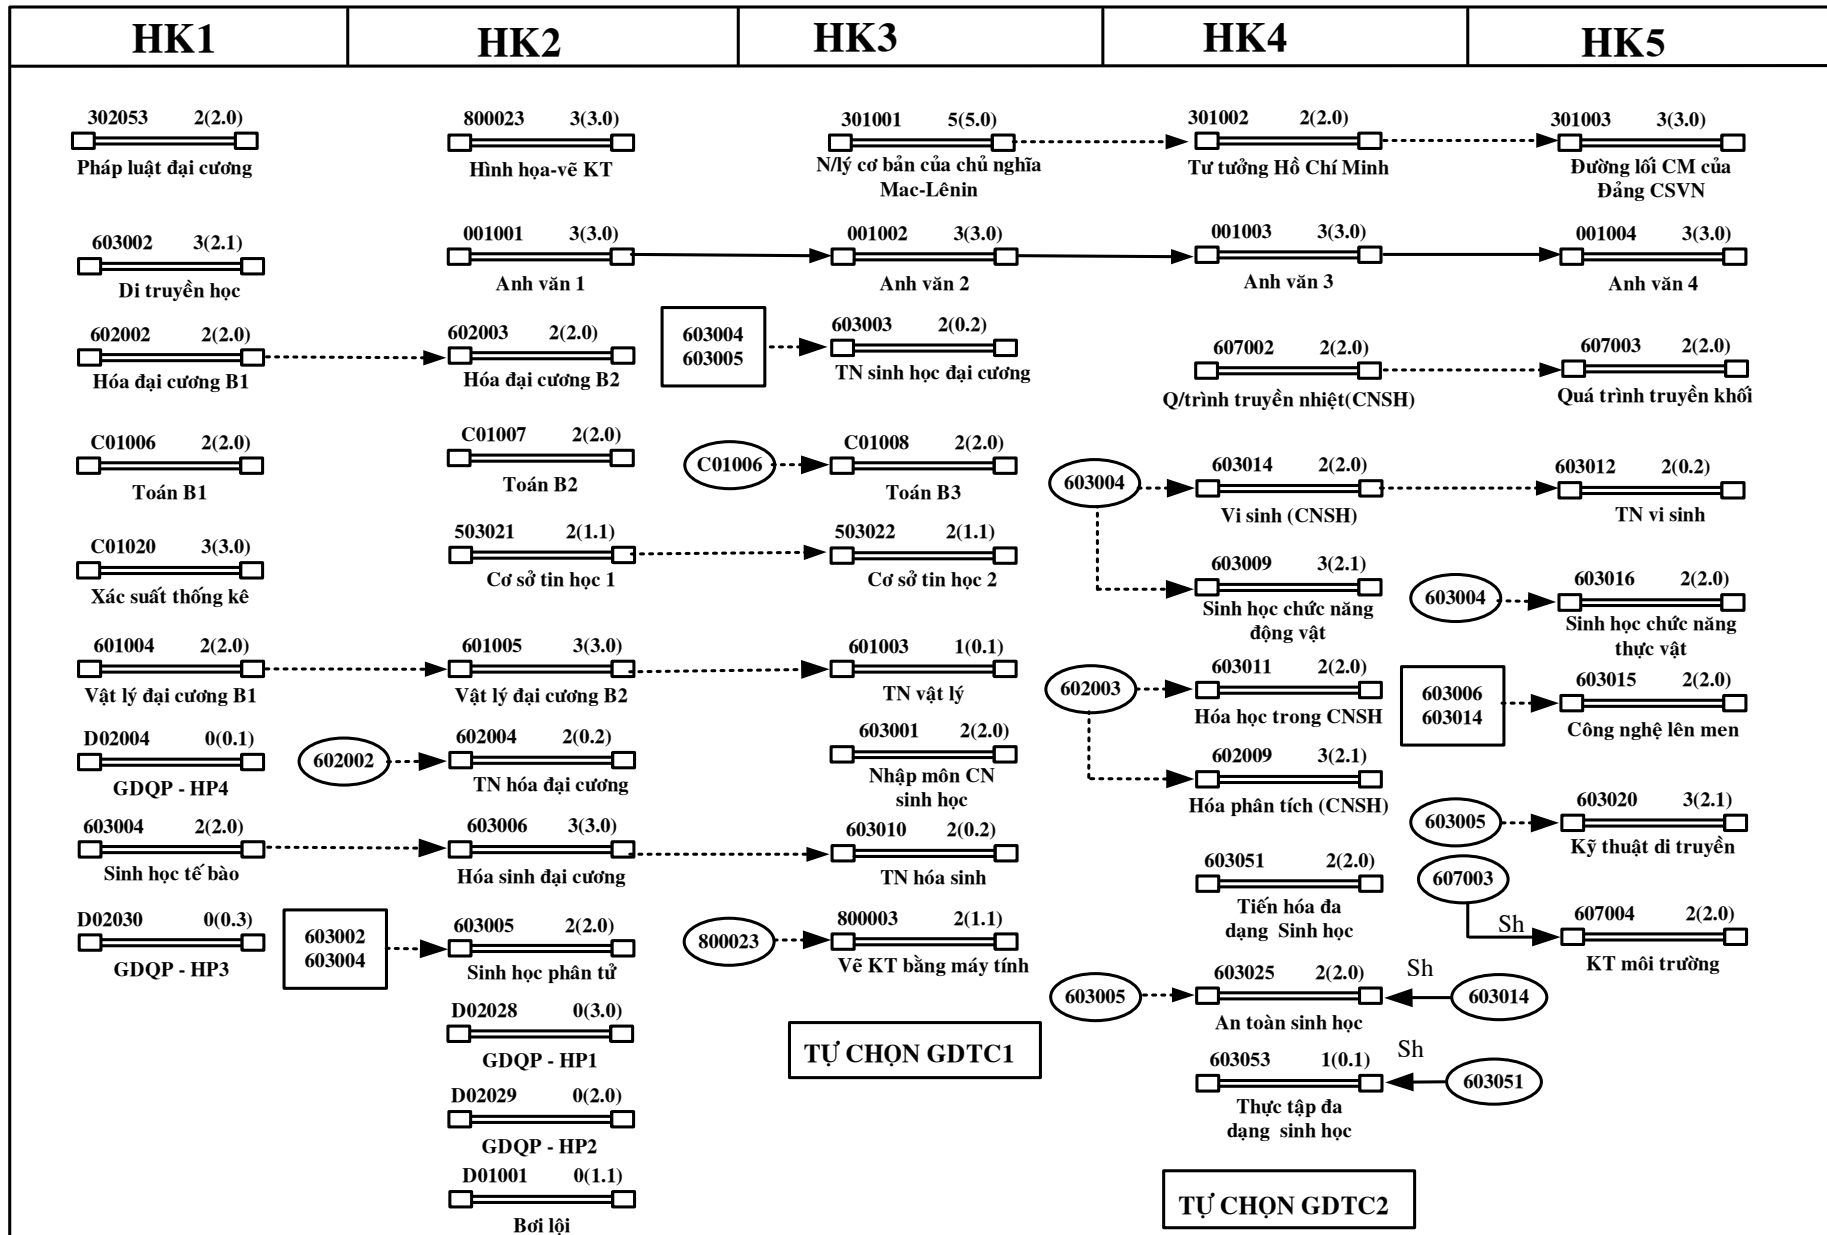 HK1
HK2
HK3
HK4
HK5
302053 2(2.0)
Pháp luật đại cương
603002 3(2.1)
Di truyền học
602002 2(2.0)
Hóa đại cương B1
C01006 2(2.0)
Toán B1
C01020 3(3.0)
Xác suất thống kê
601004 2(2.0)
Vật lý đại cương B1
D02004 0(0.1)
GDQP - HP4
603004 2(2.0)
Sinh học tế bào
D02030 0(0.3)
GDQP - HP3
800023 3(3.0)
Hình họa-vẽ KT
001001 3(3.0)
Anh văn 1
602003 2(2.0)
Hóa đại cương B2
C01007 2(2.0)
Toán B2
503021 2(1.1)
Cơ sở tin học 1
601005 3(3.0)
Vật lý đại cương B2
602002
602004 2(0.2)
TN hóa đại cương
603006 3(3.0)
Hóa sinh đại cương
603002
603004
603005 2(2.0)
Sinh học phân tử
D02028 0(3.0)
GDQP - HP1
D02029 0(2.0)
GDQP - HP2
D01001 0(1.1)
Bơi lội
301001 5(5.0)
N/lý cơ bản của chủ nghĩa
Mac-Lênin
001002 3(3.0)
Anh văn 2
603004
603005
603003 2(0.2)
TN sinh học đại cương
C01006
C01008 2(2.0)
Toán B3
503022 2(1.1)
Cơ sở tin học 2
601003 1(0.1)
TN vật lý
603001 2(2.0)
Nhập môn CN
sinh học
603010 2(0.2)
TN hóa sinh
800023
800003 2(1.1)
Vẽ KT bằng máy tính
TỰ CHỌN GDTC1
301002 2(2.0)
Tư tưởng Hồ Chí Minh
001003 3(3.0)
Anh văn 3
607002 2(2.0)
Q/trình truyền nhiệt(CNSH)
603004
603014 2(2.0)
Vi sinh (CNSH)
603009 3(2.1)
Sinh học chức năng
động vật
602003
603011 2(2.0)
Hóa học trong CNSH
602009 3(2.1)
Hóa phân tích (CNSH)
603051 2(2.0)
Tiến hóa đa
dạng Sinh học
603005
603025 2(2.0)
An toàn sinh học
Sh
603014
603053 1(0.1)
Thực tập đa
dạng sinh học
Sh
603051
TỰ CHỌN GDTC2
301003 3(3.0)
Đường lối CM của
Đảng CSVN
001004 3(3.0)
Anh văn 4
607003 2(2.0)
Quá trình truyền khối
603012 2(0.2)
TN vi sinh
603004
603016 2(2.0)
Sinh học chức năng
thực vật
603006
603014
603015 2(2.0)
Công nghệ lên men
603005
603020 3(2.1)
Kỹ thuật di truyền
607003
Sh
607004 2(2.0)
KT môi trường